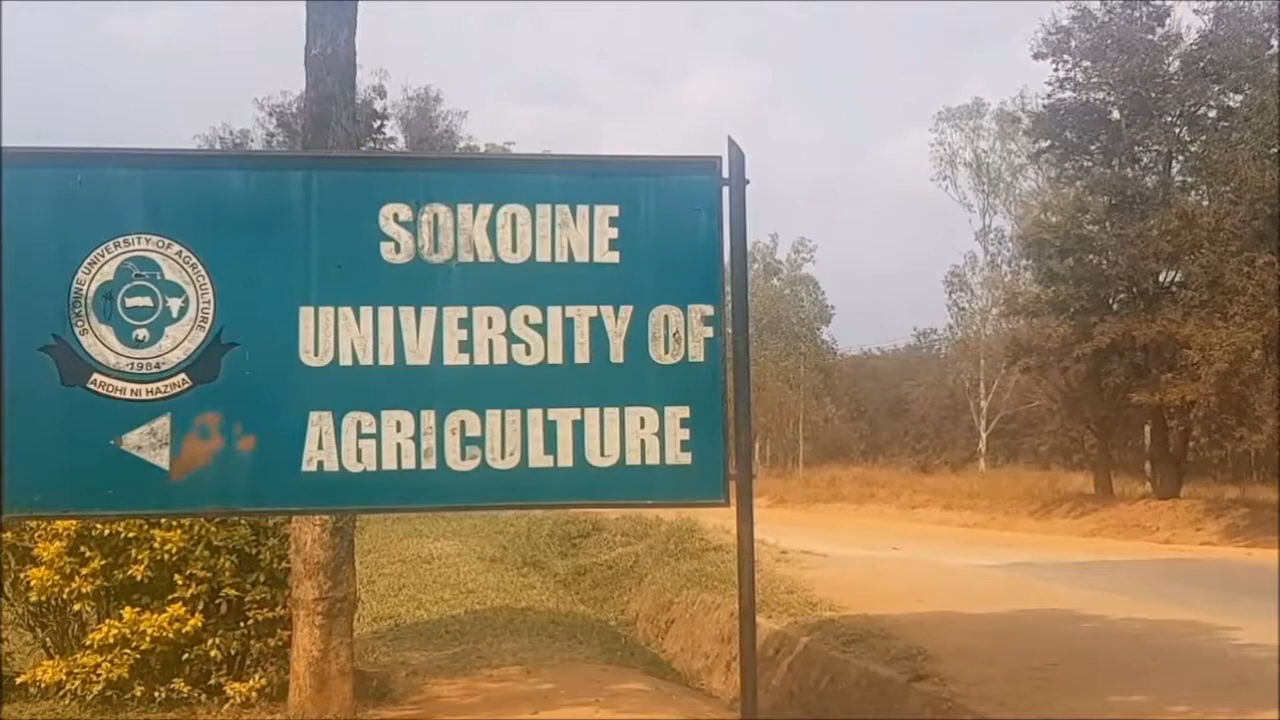 SOKOINE
UNIVERSITY OF
AGRICULTURE
SOKOINE UNIVERSITY OF AGRICULTURE
1984
ARDHI NI HAZINA